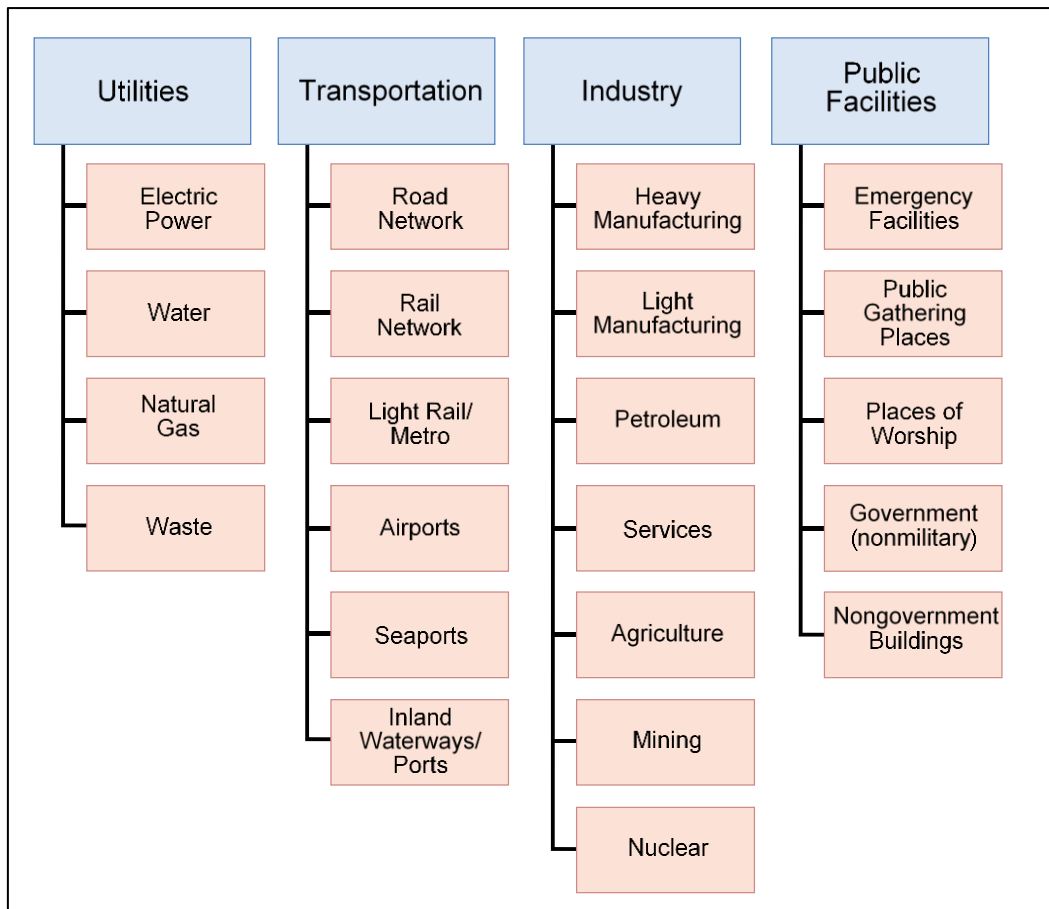 Utilities
Electric
Power
Water
Natural
Gas
Waste
Transportation
Road
Network
Rail
Network
Light Rail/
Metro
Airports
Seaports
Inland
Waterways/
Ports
Industry
Heavy
Manufacturing
Light
Manufacturing
Petroleum
Services
Agriculture
Mining
Nuclear
Public
Facilities
Emergency
Facilities
Public
Gathering
Places
Places of
Worship
Government
(nonmilitary)
Nongovernment
Buildings